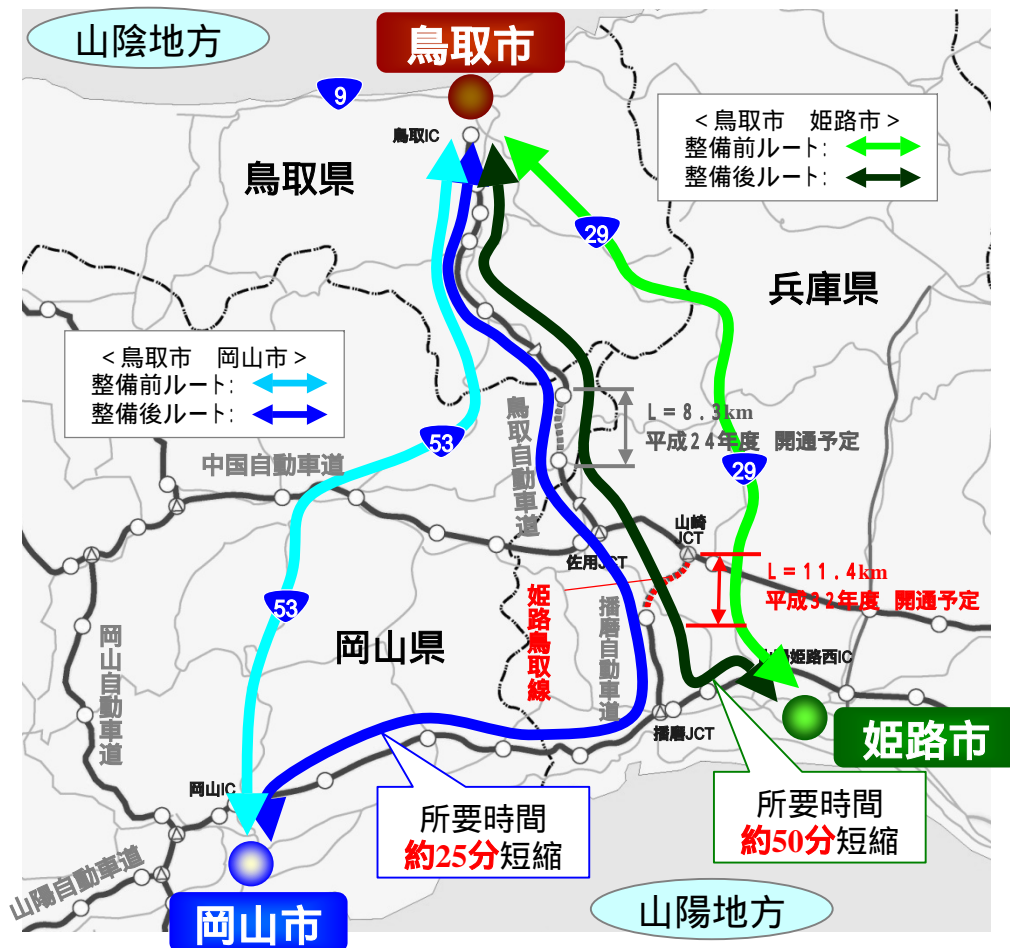 山陰地方
鳥取市
9
鳥取IC
鳥取県
＜鳥取市　姫路市＞
整備前ルート:
整備後ルート:
29
兵庫県
＜鳥取市　岡山市＞
整備前ルート:
整備後ルート:
鳥取自動車道
L=8.3km
平成24年度 開通予定
53
中国自動車道
29
山崎
JCT
佐用JCT
L=11.4km
平成32年度 開通予定
姫路鳥取線
播磨自動車道
53
岡山県
岡山自動車道
姫路西IC
播磨JCT
姫路市
岡山IC
所要時間
約25分短縮
所要時間
約50分短縮
山陽自動車道
岡山市
山陽地方